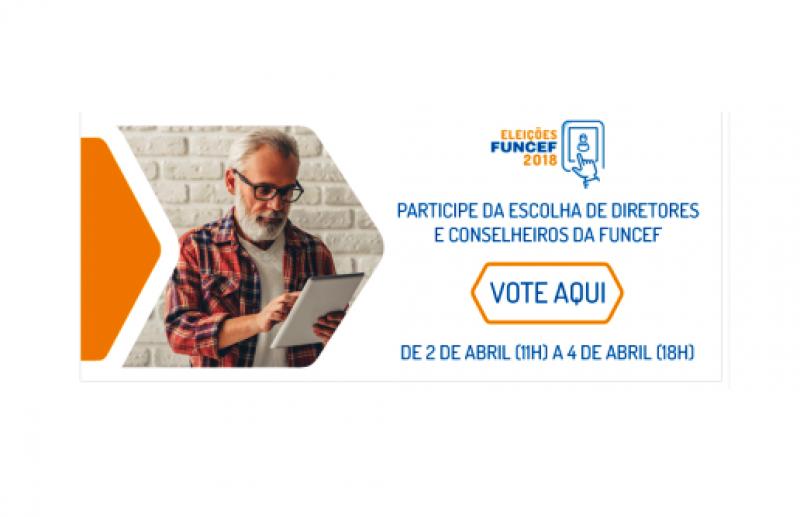 ELEIÇÕES
FUNCEF
2018
PARTICIPE DA ESCOLHA DE DIRETORES
E CONSELHEIROS DA FUNCEF
VOTE AQUI
DE 2 DE ABRIL (11H) A 4 DE ABRIL (18H)